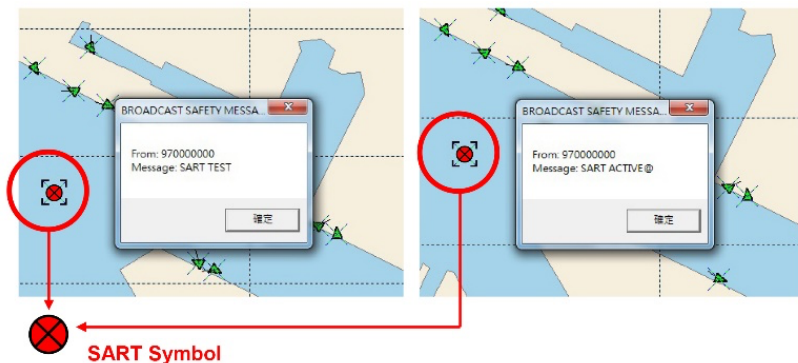 BROADCAST SAFETY MESSA...
From: 970000000
Message: SART TEST
確定
BROADCAST SAFETY MESSA...
From: 970000000
Message: SART ACTIVE@
確定
SART Symbol